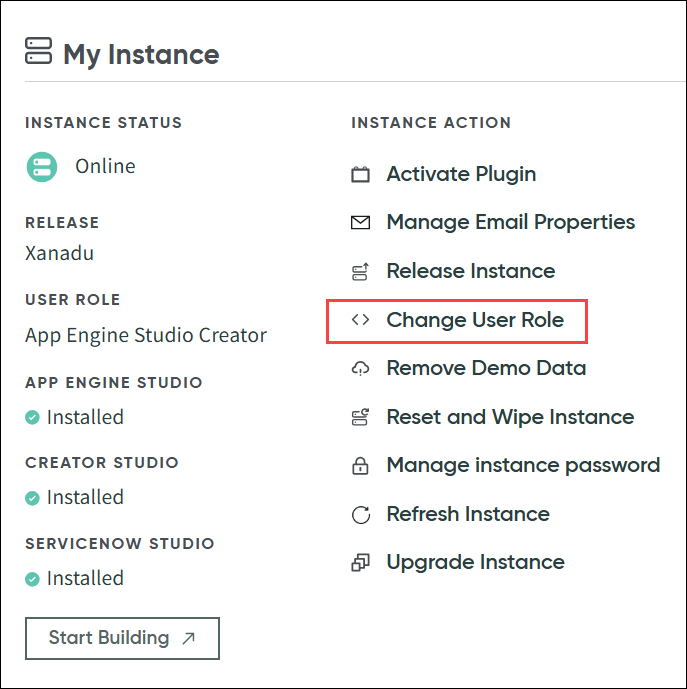 My Instance
INSTANCE STATUS
Online
RELEASE
Xanadu
USER ROLE
App Engine Studio Creator
APP ENGINE STUDIO
Installed
CREATOR STUDIO
Installed
SERVICENOW STUDIO
Installed
Start Building
INSTANCE ACTION
Activate Plugin
Manage Email Properties
Release Instance
Change User Role
Remove Demo Data
Reset and Wipe Instance
Manage instance password
Refresh Instance
Upgrade Instance